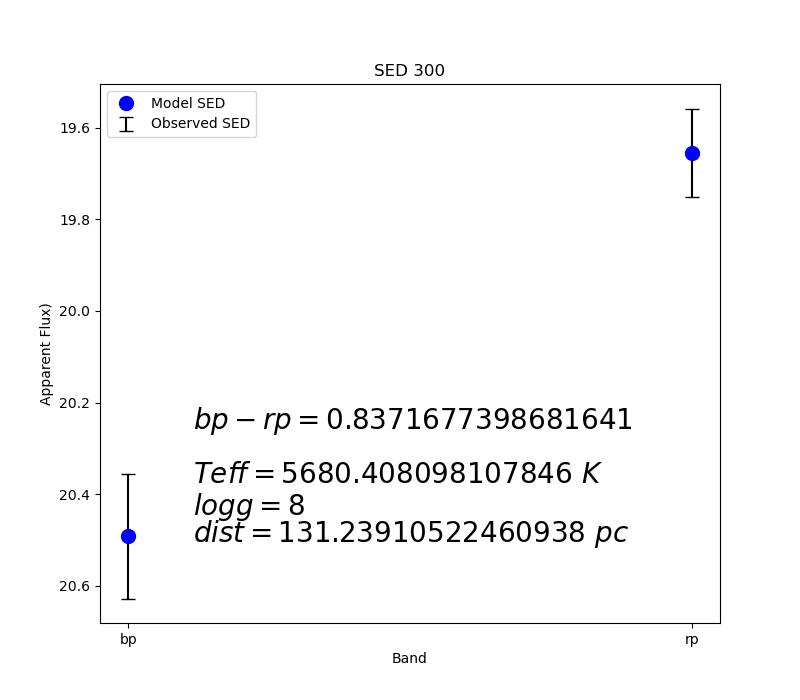 SED 300
Model SED
Observed SED
19.6
19.8
20.0
20.2
20.4
20.6
Apparent Flux)
bp − rp = 0.8371677398681641
Teff = 5680.408098107846 K
logg = 8
dist = 131.23910522460938 pc
bp
rp
Band